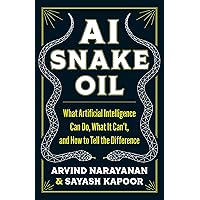 AI
SNAKE
OIL
What Artificial Intelligence
Can Do, What It Can't,
and How to Tell the Difference
ARVIND NARAYANAN
& SAYASH KAPOOR